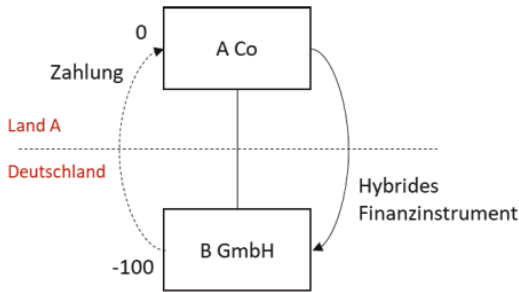 0
A Co
Zahlung
Land A
Deutschland
Hybrides
Finanzinstrument
B GmbH
-100